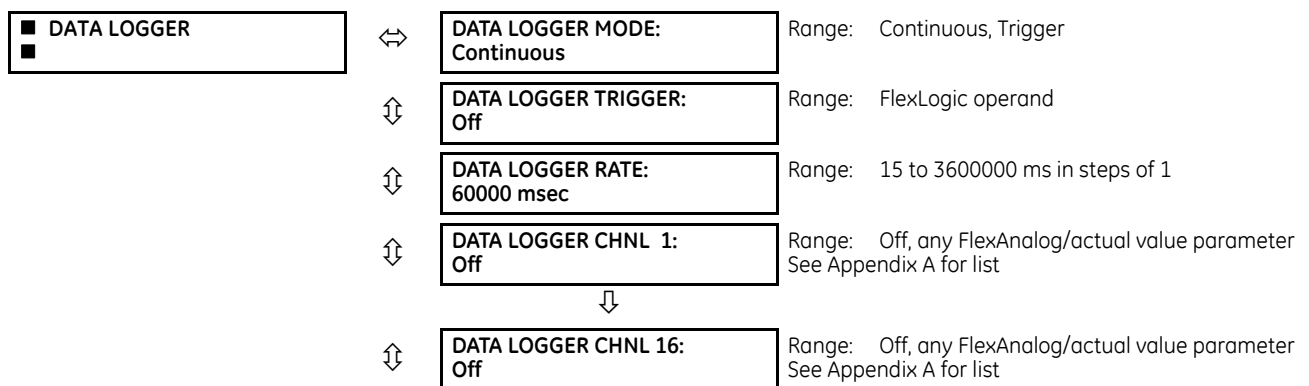 ■ DATA LOGGER
■
DATA LOGGER MODE:
Continuous
Range: Continuous, Trigger
DATA LOGGER TRIGGER:
Off
Range: FlexLogic operand
DATA LOGGER RATE:
60000 msec
Range: 15 to 3600000 ms in steps of 1
DATA LOGGER CHNL 1:
Off
Range: Off, any FlexAnalog/actual value parameter
See Appendix A for list
DATA LOGGER CHNL 16:
Off
Range: Off, any FlexAnalog/actual value parameter
See Appendix A for list